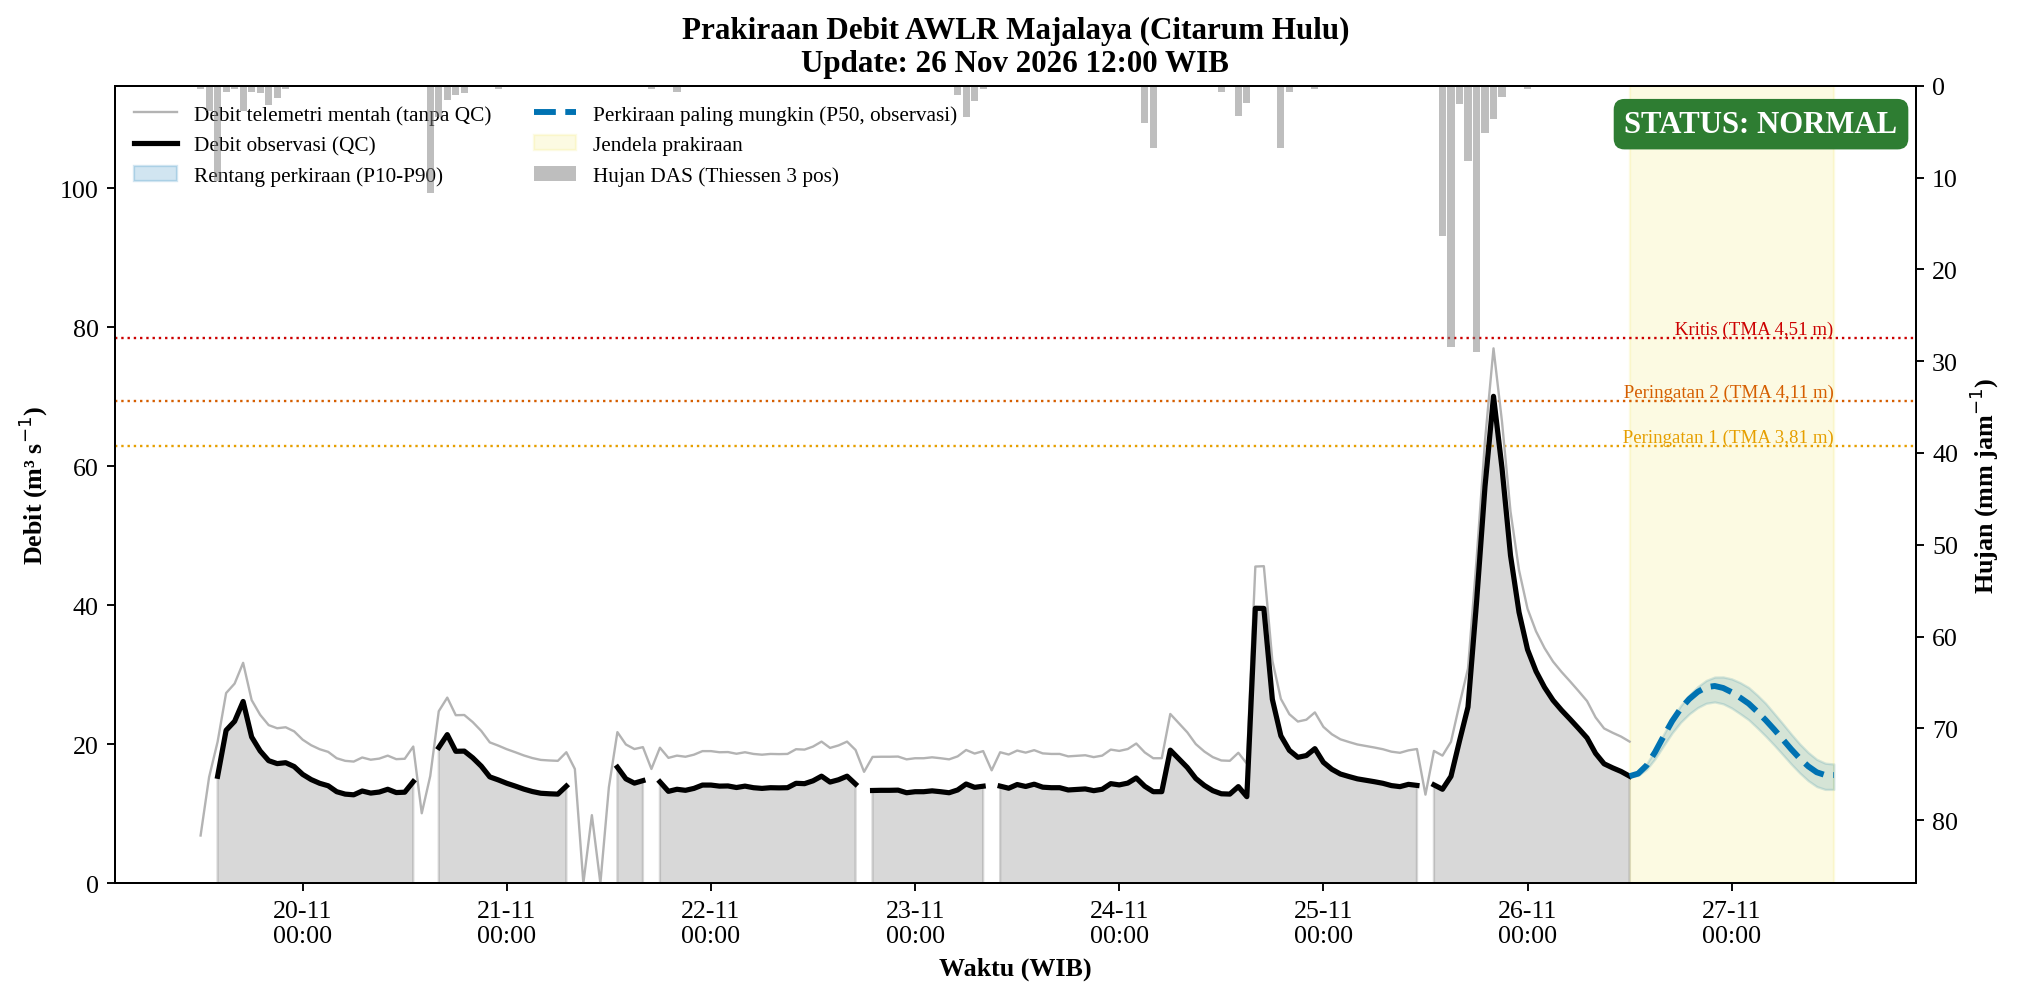 Prakiraan Debit AWLR Majalaya (Citarum Hulu)
Update: 26 Nov 2026 12:00 WIB
Debit telemetri mentah (tanpa QC)
Debit observasi (QC)
Rentang perkiraan (P10-P90)
Perkiraan paling mungkin (P50, observasi)
Jendela prakiraan
Hujan DAS (Thiessen 3 pos)
STATUS: NORMAL
Kritis (TMA 4,51 m)
Peringatan 2 (TMA 4,11 m)
Peringatan 1 (TMA 3,81 m)
Debit (m³ s⁻¹)
100
80
60
40
20
0
Hujan (mm jam⁻¹)
0
10
20
30
40
50
60
70
80
20-11
00:00
21-11
00:00
22-11
00:00
23-11
00:00
24-11
00:00
25-11
00:00
26-11
00:00
27-11
00:00
Waktu (WIB)